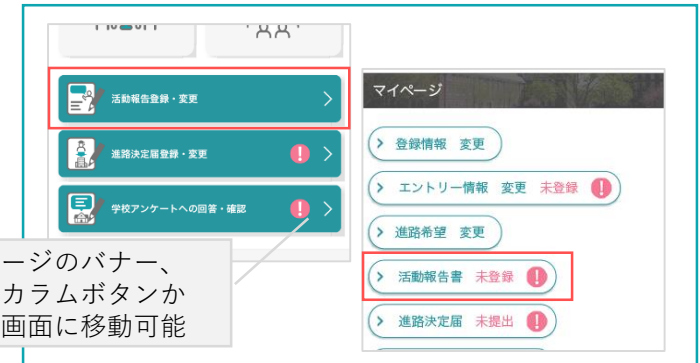 活動報告登録・変更
進路決定届登録・変更
学校アンケートへの回答・確認
マイページ
登録情報 変更
エントリー情報 変更 未登録
進路希望 変更
活動報告書 未登録
進路決定届 未提出
ージのバナー、
カラムボタンか
画面に移動可能